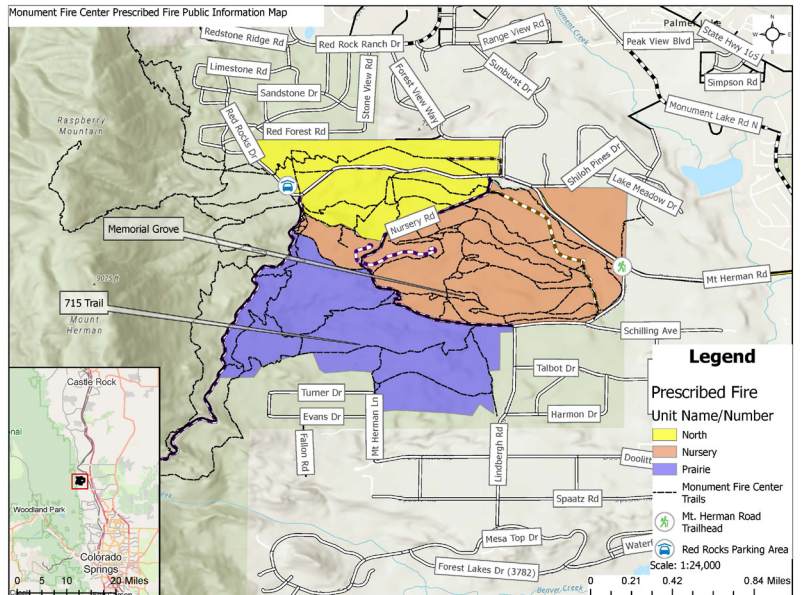 Monument Fire Center Prescribed Fire Public Information Map
Redstone Ridge Rd
Red Rock Ranch Dr
Range View Rd
Monument
Creek
Palmer Lake
Peak View Blvd
State Hwy 105
N
W
E
S
Limestone Rd
Sandstone Dr
Stone View Rd
Forest View Way
Sunburst Dr
Simpson Rd
Monument Lake Rd N
Raspberry
Mountain
Red Rocks Dr
Red Forest Rd
Shiloh Pines Dr
Lake Meadow Dr
Memorial Grove
Nursery Rd
9075 ft
Mt Herman Rd
715 Trail
Mount
Herman
Schilling Ave
Talbot Dr
Turner Dr
Evans Dr
Harmon Dr
Fallon Rd
Mt Herman Ln
Lindbergh Rd
Doolitt
Spaatz Rd
Mesa Top Dr
Waterf
Forest Lakes Dr (3782)
Beaver Creek
Legend
Prescribed Fire
Unit Name/Number
North
Nursery
Prairie
Monument Fire Center
Trails
Mt. Herman Road
Trailhead
Red Rocks Parking Area
Scale: 1:24,000
0 0.21 0.42 0.84 Miles
Castle Rock
nal
Woodland Park
Colorado
Springs
0 5 10 20 Miles